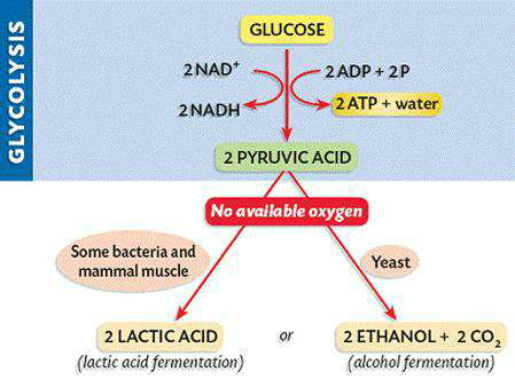 GLYCOLYSIS
GLUCOSE
2 NAD⁺
2 ADP + 2 P
2 NADH
2 ATP + water
2 PYRUVIC ACID
No available oxygen
Some bacteria and
mammal muscle
Yeast
2 LACTIC ACID
(lactic acid fermentation)
or
2 ETHANOL + 2 CO₂
(alcohol fermentation)